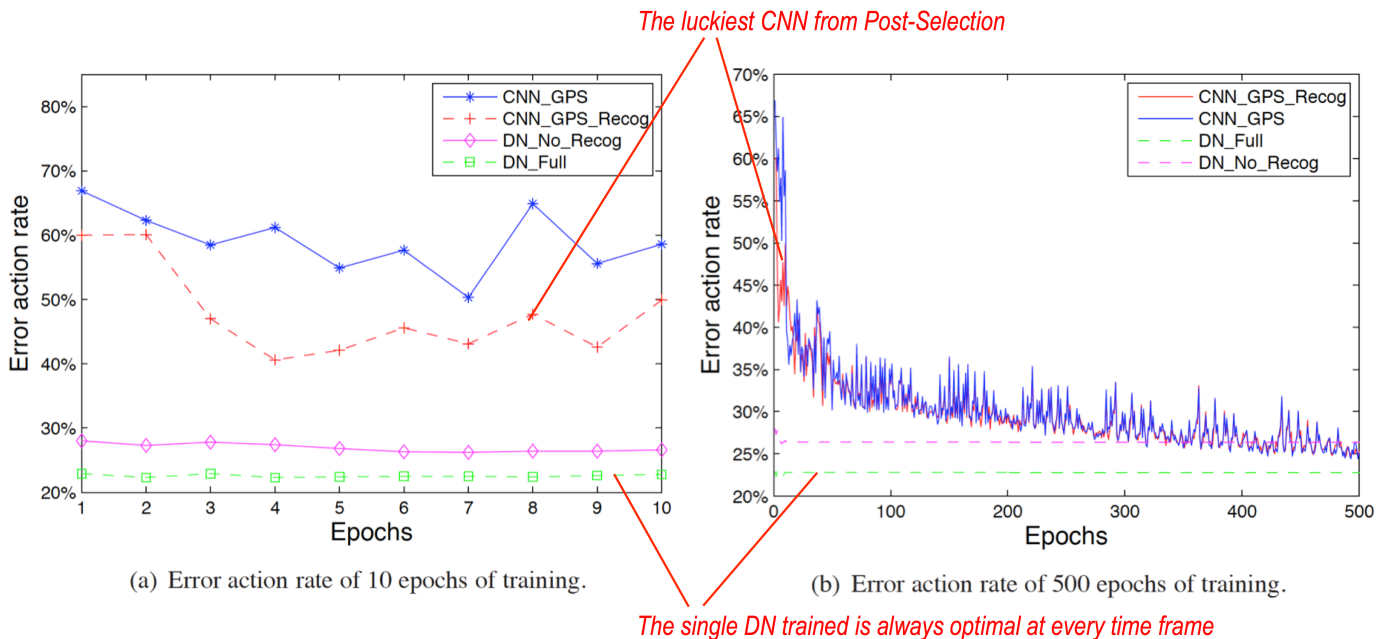 The luckiest CNN from Post-Selection
80%
70%
60%
50%
40%
30%
20%
Error action rate
CNN_GPS
CNN_GPS_Recog
DN_No_Recog
DN_Full
1 2 3 4 5 6 7 8 9 10
Epochs
(a) Error action rate of 10 epochs of training.
70%
65%
60%
55%
50%
45%
40%
35%
30%
25%
20%
Error action rate
CNN_GPS_Recog
CNN_GPS
DN_Full
DN_No_Recog
0 100 200 300 400 500
Epochs
(b) Error action rate of 500 epochs of training.
The single DN trained is always optimal at every time frame